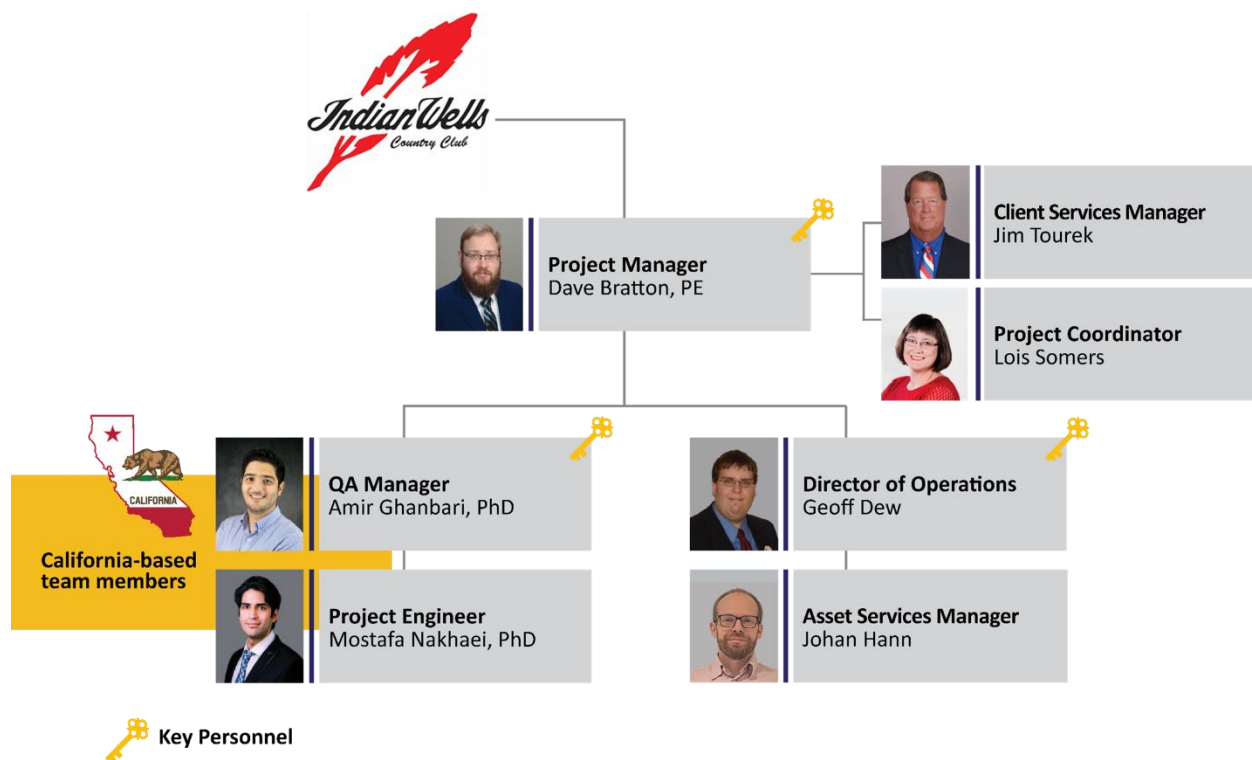 Indian Wells
Country Club
Project Manager
Dave Bratton, PE
Client Services Manager
Jim Tourek
Project Coordinator
Lois Somers
CALIFORNIA
California-based
team members
QA Manager
Amir Ghanbari, PhD
Director of Operations
Geoff Dew
Project Engineer
Mostafa Nakhaei, PhD
Asset Services Manager
Johan Hann
Key Personnel